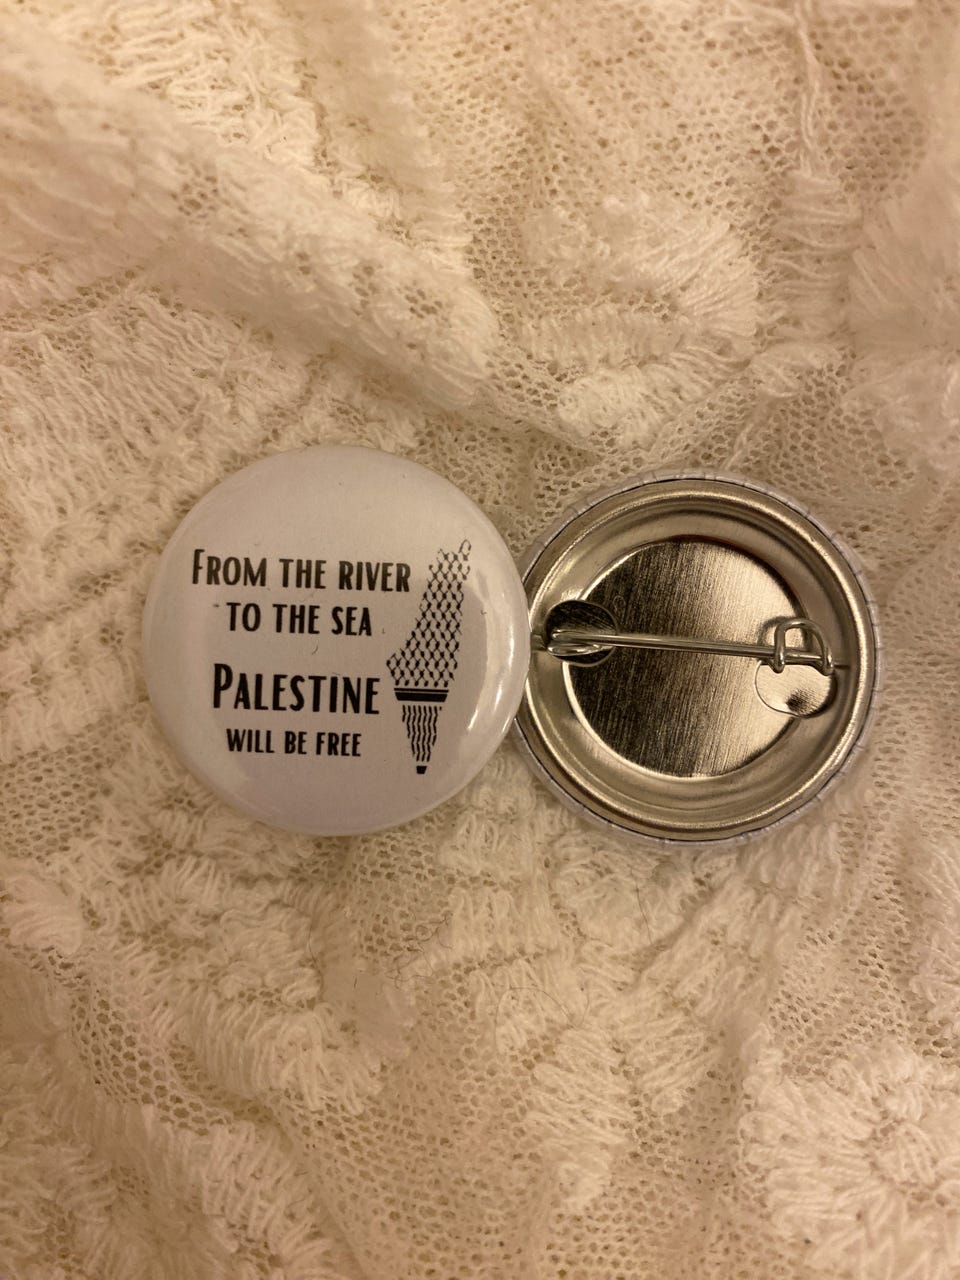 From the river
to the sea
Palestine
will be free